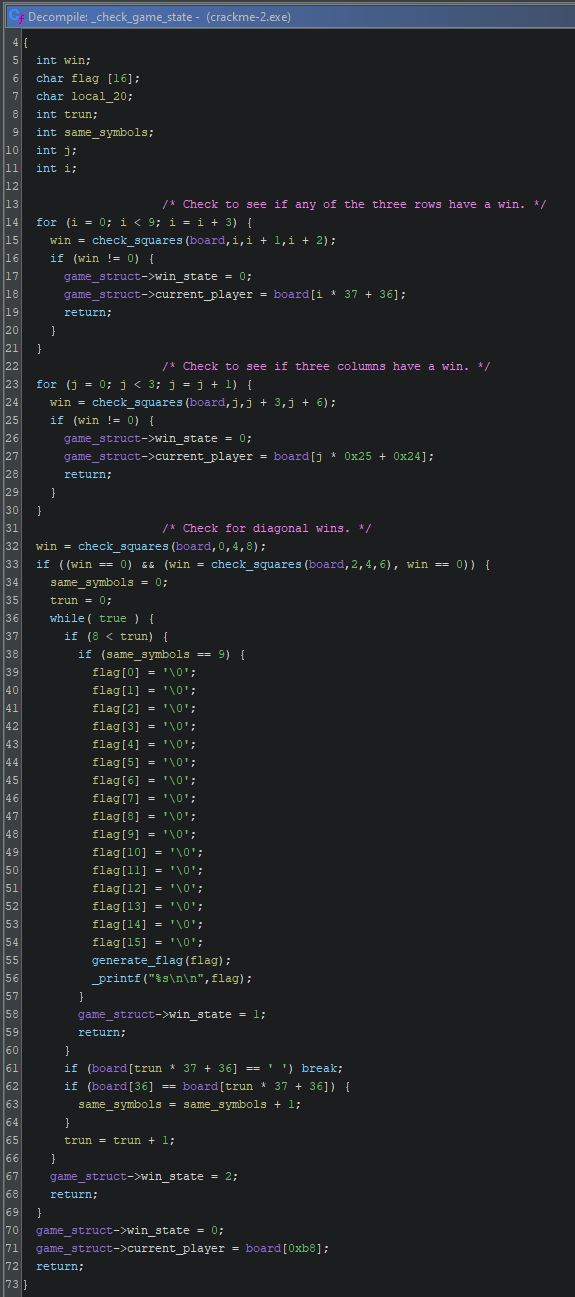 Decompile: _check_game_state - (crackme-2.exe)
4 {
5 int win;
6 char flag [16];
7 char local_20;
8 int trun;
9 int same_symbols;
10 int j;
11 int i;
12
13 /* Check to see if any of the three rows have a win. */
14 for (i = 0; i < 9; i = i + 3) {
15 win = check_squares(board,i,i + 1,i + 2);
16 if (win != 0) {
17 game_struct->win_state = 0;
18 game_struct->current_player = board[i * 37 + 36];
19 return;
20 }
21 }
22 /* Check to see if three columns have a win. */
23 for (j = 0; j < 3; j = j + 1) {
24 win = check_squares(board,j,j + 3,j + 6);
25 if (win != 0) {
26 game_struct->win_state = 0;
27 game_struct->current_player = board[j * 0x25 + 0x24];
28 return;
29 }
30 }
31 /* Check for diagonal wins. */
32 win = check_squares(board,0,4,8);
33 if ((win == 0) && (win = check_squares(board,2,4,6), win == 0)) {
34 same_symbols = 0;
35 trun = 0;
36 while( true ) {
37 if (8 < trun) {
38 if (same_symbols == 9) {
39 flag[0] = '\0';
40 flag[1] = '\0';
41 flag[2] = '\0';
42 flag[3] = '\0';
43 flag[4] = '\0';
44 flag[5] = '\0';
45 flag[6] = '\0';
46 flag[7] = '\0';
47 flag[8] = '\0';
48 flag[9] = '\0';
49 flag[10] = '\0';
50 flag[11] = '\0';
51 flag[12] = '\0';
52 flag[13] = '\0';
53 flag[14] = '\0';
54 flag[15] = '\0';
55 generate_flag(flag);
56 _printf("%s\n\n",flag);
57 }
58 game_struct->win_state = 1;
59 return;
60 }
61 if (board[trun * 37 + 36] == ' ') break;
62 if (board[36] == board[trun * 37 + 36]) {
63 same_symbols = same_symbols + 1;
64 }
65 trun = trun + 1;
66 }
67 game_struct->win_state = 2;
68 return;
69 }
70 game_struct->win_state = 0;
71 game_struct->current_player = board[0xb8];
72 return;
73 }